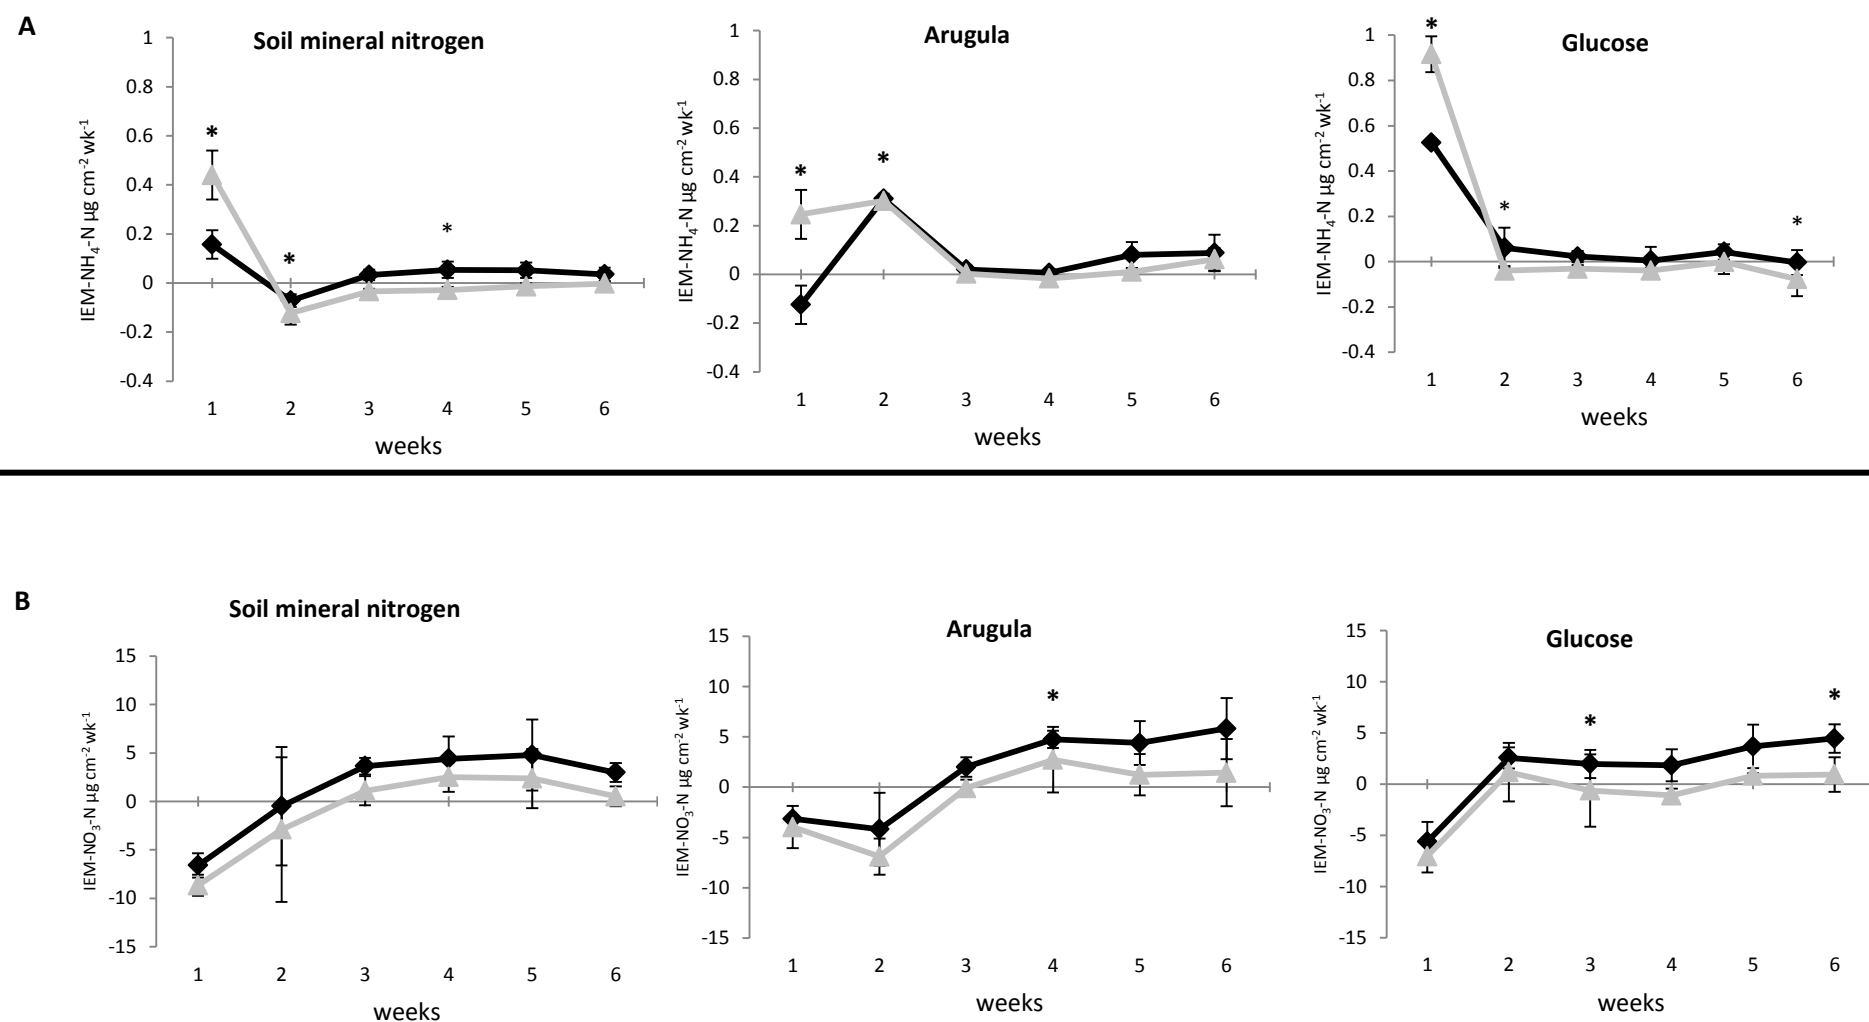 A
Soil mineral nitrogen
IEM-NH4-N µg cm-2 wk-1
1
0.8
0.6
0.4
0.2
0
-0.2
-0.4
*
*
*
1 2 3 4 5 6
weeks
Arugula
IEM-NH4-N µg cm-2 wk-1
1
0.8
0.6
0.4
0.2
0
-0.2
-0.4
*
*
1 2 3 4 5 6
weeks
Glucose
IEM-NH4-N µg cm-2 wk-1
1
0.8
0.6
0.4
0.2
0
-0.2
-0.4
*
*
*
1 2 3 4 5 6
weeks
B
Soil mineral nitrogen
IEM-NO3-N µg cm-2 wk-1
15
10
5
0
-5
-10
-15
1 2 3 4 5 6
weeks
Arugula
IEM-NO3-N µg cm-2 wk-1
15
10
5
0
-5
-10
-15
*
1 2 3 4 5 6
weeks
Glucose
IEM-NO3-N µg cm-2 wk-1
15
10
5
0
-5
-10
-15
*
*
1 2 3 4 5 6
weeks